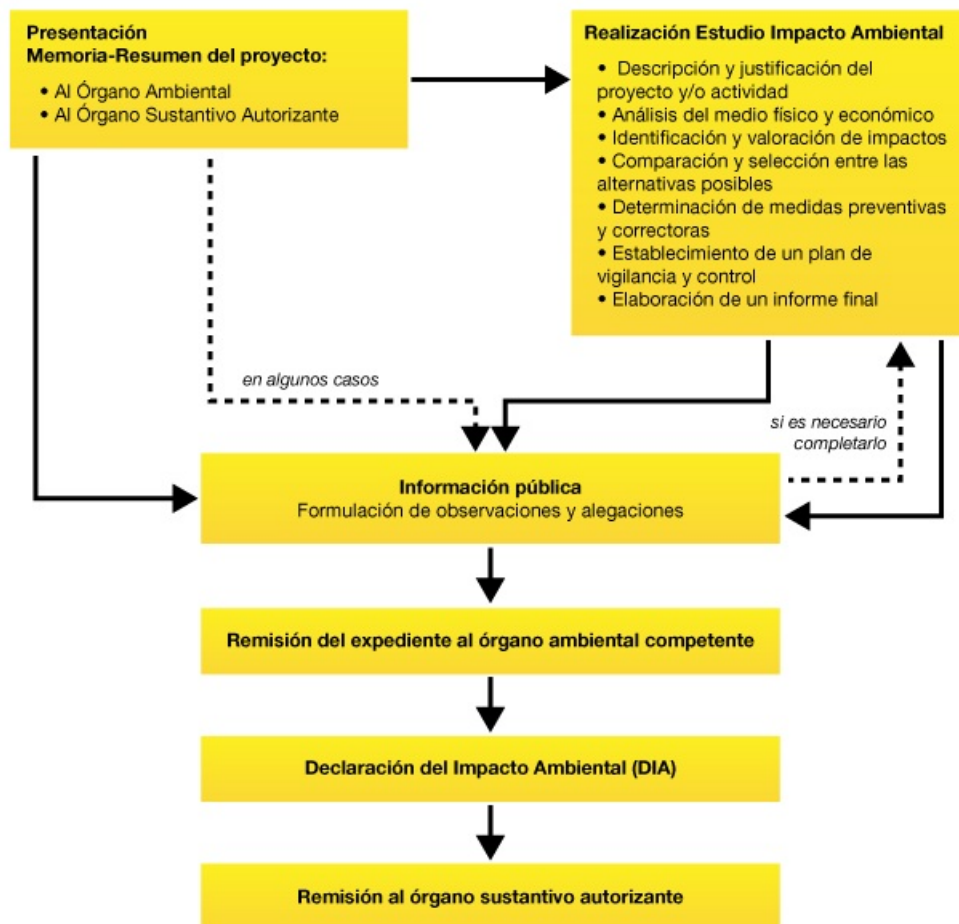 Presentación
Memoria-Resumen del proyecto:
• Al Órgano Ambiental
• Al Órgano Sustantivo Autorizante
Realización Estudio Impacto Ambiental
• Descripción y justificación del
proyecto y/o actividad
• Análisis del medio físico y económico
• Identificación y valoración de impactos
• Comparación y selección entre las
alternativas posibles
• Determinación de medidas preventivas
y correctoras
• Establecimiento de un plan de
vigilancia y control
• Elaboración de un informe final
en algunos casos
si es necesario
completarlo
Información pública
Formulación de observaciones y alegaciones
Remisión del expediente al órgano ambiental competente
Declaración del Impacto Ambiental (DIA)
Remisión al órgano sustantivo autorizante